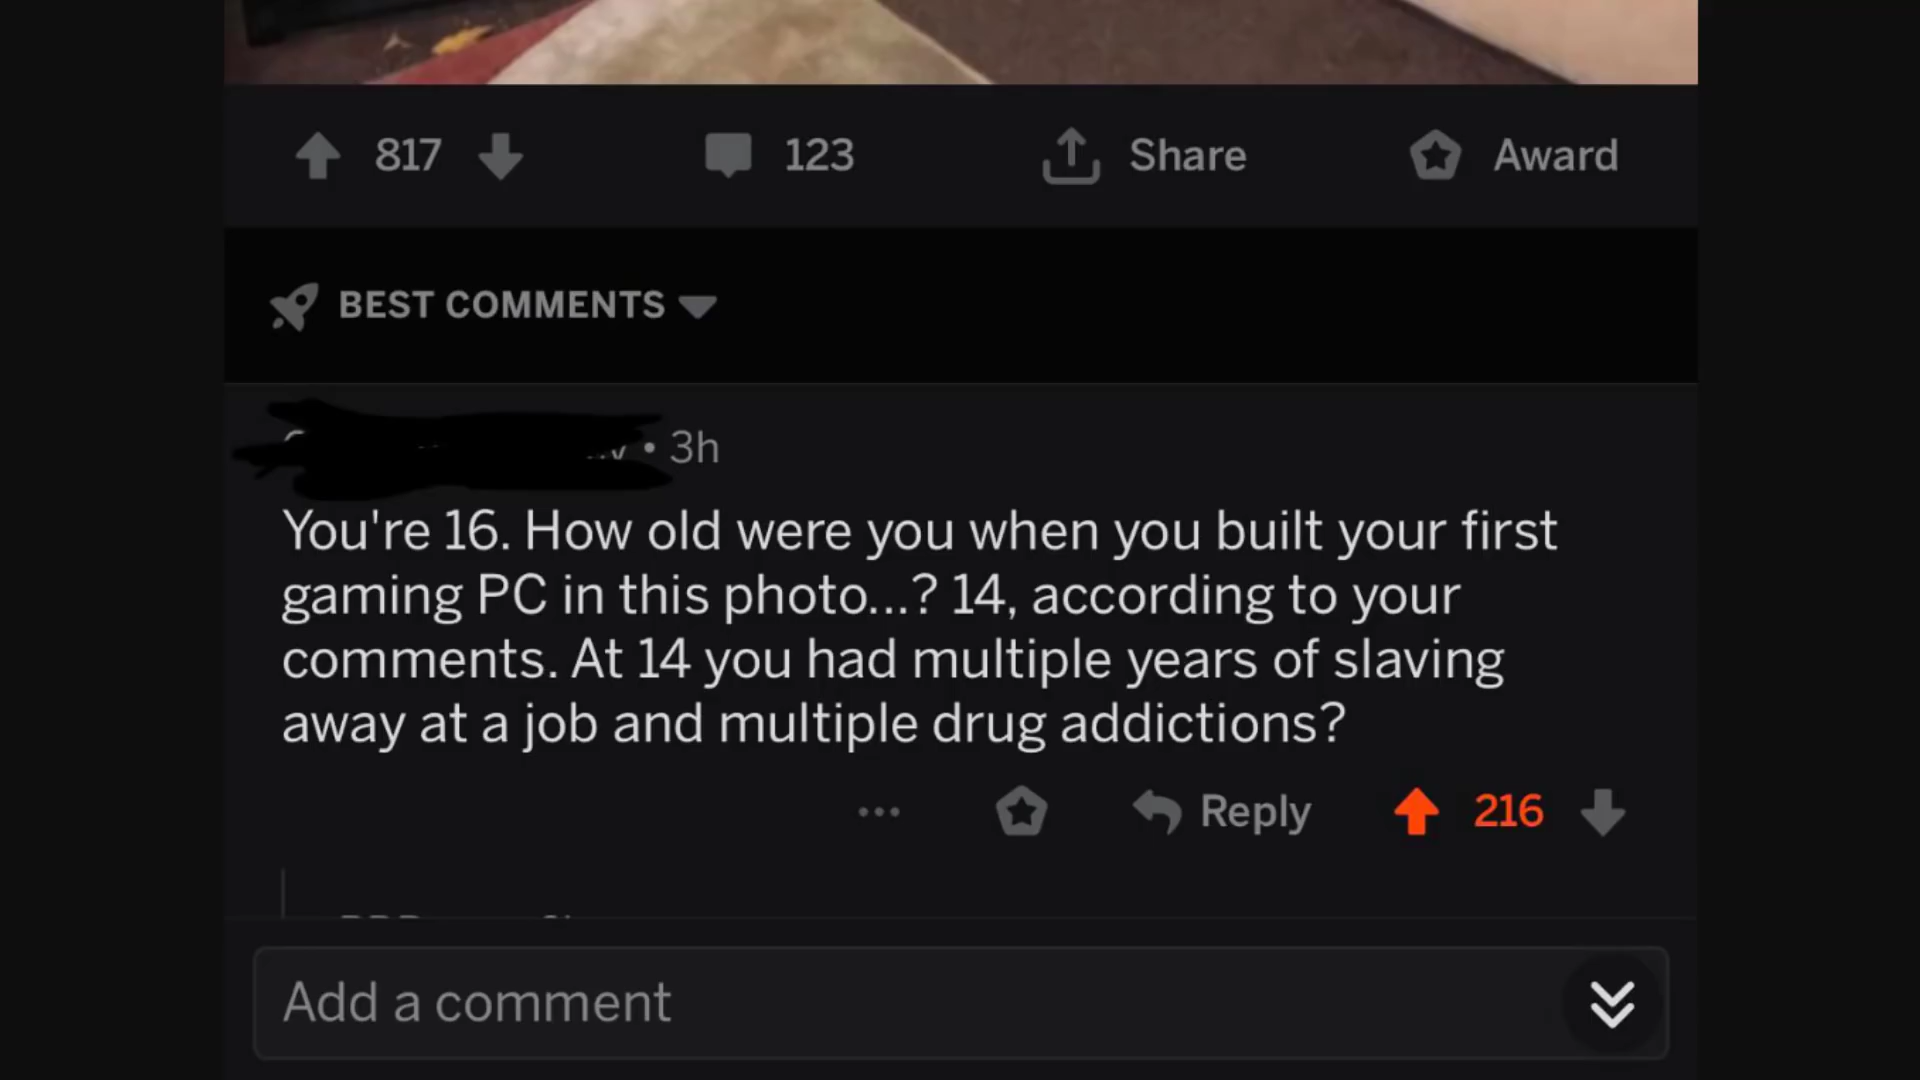 817 123 Share Award
BEST COMMENTS
• 3h
You're 16. How old were you when you built your first
gaming PC in this photo...? 14, according to your
comments. At 14 you had multiple years of slaving
away at a job and multiple drug addictions?
... Reply 216
Add a comment